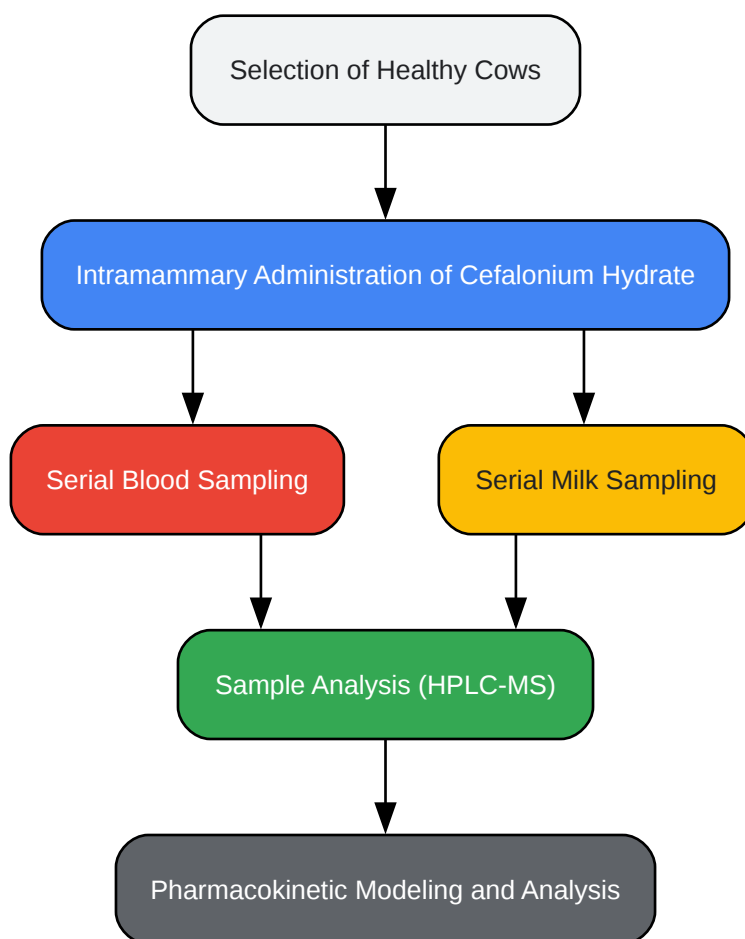 Selection of Healthy Cows
Intramammary Administration of Cefalonium Hydrate
Serial Blood Sampling
Serial Milk Sampling
Sample Analysis (HPLC-MS)
Pharmacokinetic Modeling and Analysis